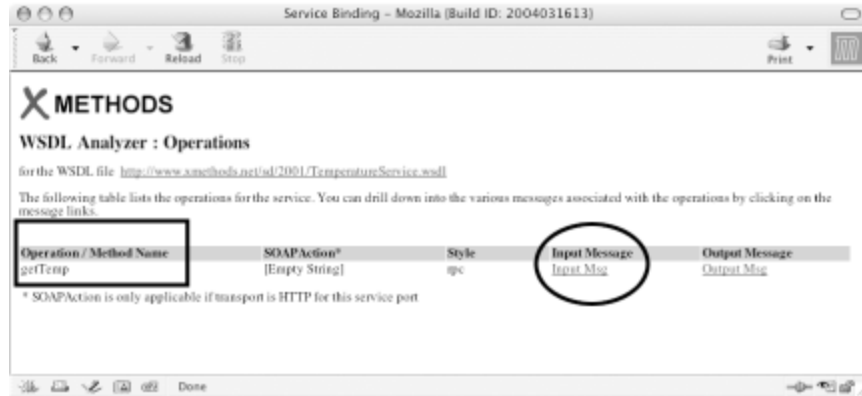 Service Binding – Mozilla {Build ID: 2004031613}
Back Forward Reload Stop Print
X METHODS
WSDL Analyzer : Operations
for the WSDL file http://www.xmethods.net/sd/2001/TemperatureService.wsdl
The following table lists the operations for the service. You can drill down into the various messages associated with the operations by clicking on the
message links.
Operation / Method Name SOAPAction* Style Input Message Output Message
getTemp [Empty String] rpc Input Msg Output Msg
* SOAPAction is only applicable if transport is HTTP for this service port
Done